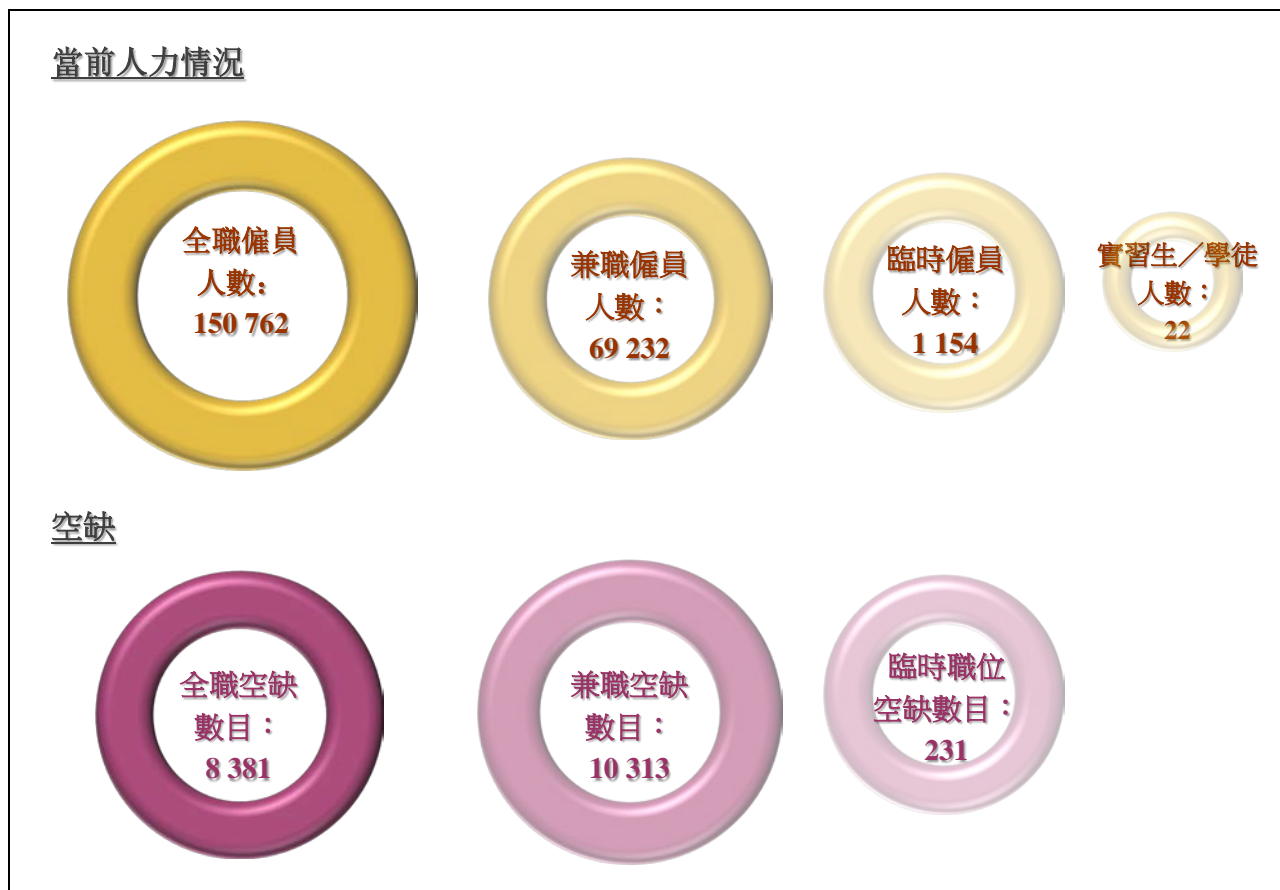 當前人力情況
全職僱員
人數：
150 762
兼職僱員
人數：
69 232
臨時僱員
人數：
1 154
實習生／學徒
人數：
22
空缺
全職空缺
數目：
8 381
兼職空缺
數目：
10 313
臨時職位
空缺數目：
231